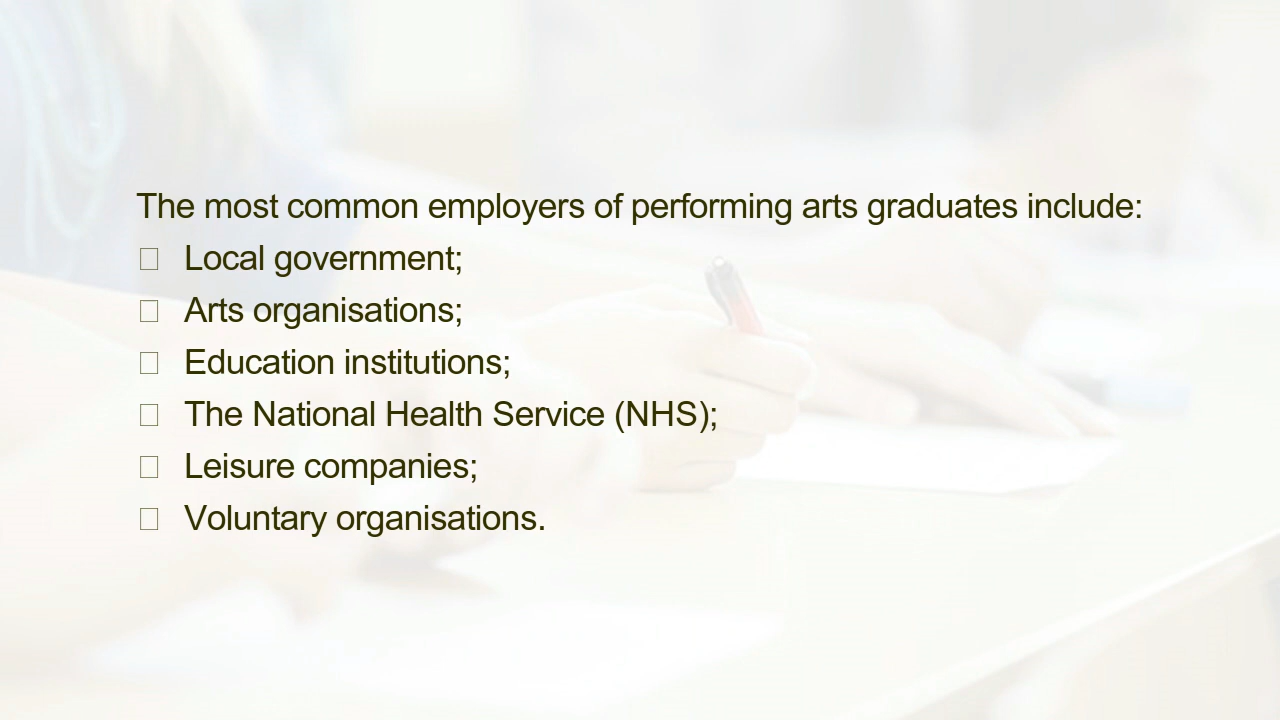 The most common employers of performing arts graduates include:
Local government;
Arts organisations;
Education institutions;
The National Health Service (NHS);
Leisure companies;
Voluntary organisations.